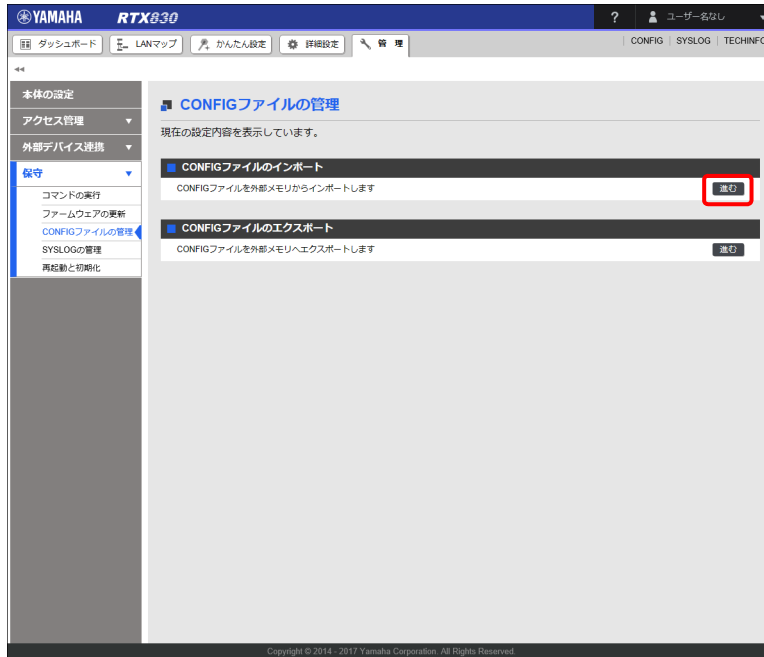 YAMAHA RTX830 ? ユーザー名なし
ダッシュボード LANマップ かんたん設定 詳細設定 管 理 CONFIG SYSLOG TECHINFO
本体の設定
アクセス管理
外部デバイス連携
保守
コマンドの実行
ファームウェアの更新
CONFIGファイルの管理
SYSLOGの管理
再起動と初期化
CONFIGファイルの管理
現在の設定内容を表示しています。
CONFIGファイルのインポート
CONFIGファイルを外部メモリからインポートします 進む
CONFIGファイルのエクスポート
CONFIGファイルを外部メモリへエクスポートします 進む
Copyright © 2014 - 2017 Yamaha Corporation. All Rights Reserved.